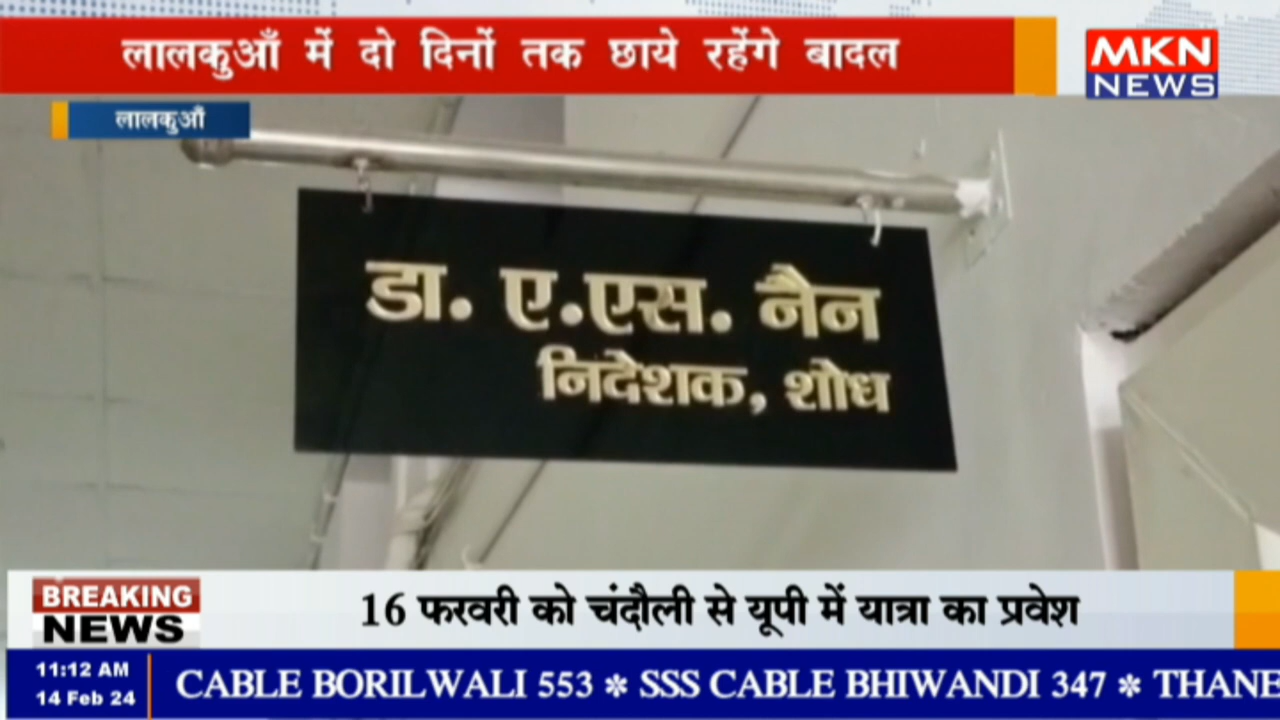 लालकुआँ में दो दिनों तक छाये रहेंगे बादल
MKN
NEWS
लालकुआँ
डा. ए.एस. नैन
निदेशक, शोध
BREAKING
NEWS
16 फरवरी को चंदौली से यूपी में यात्रा का प्रवेश
11:12 AM
14 Feb 24
CABLE BORILWALI 553 * SSS CABLE BHIWANDI 347 * THANE